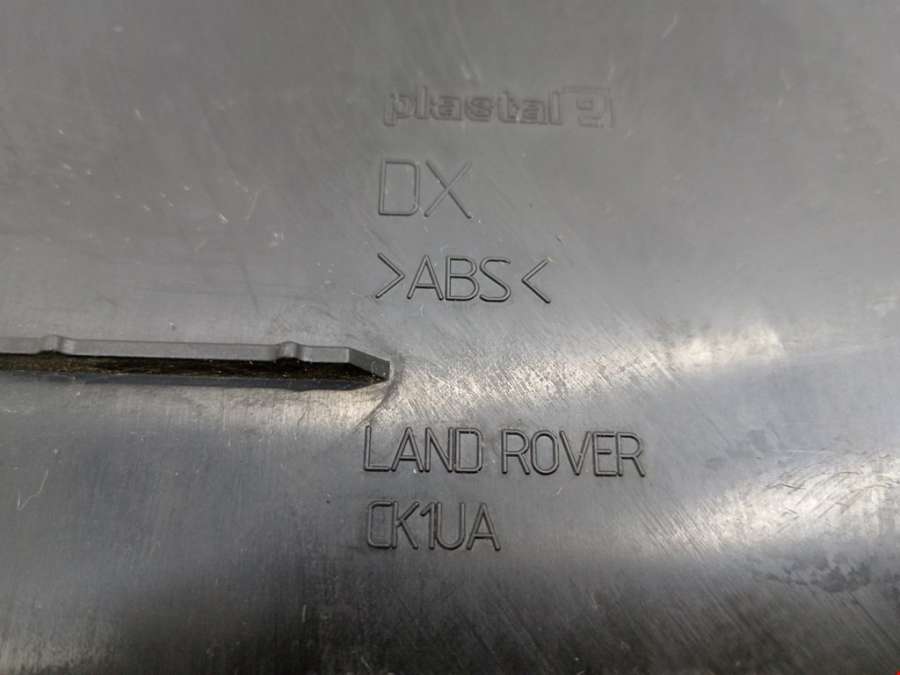 plastal
DX
>ABS<
LAND ROVER
CK1UA